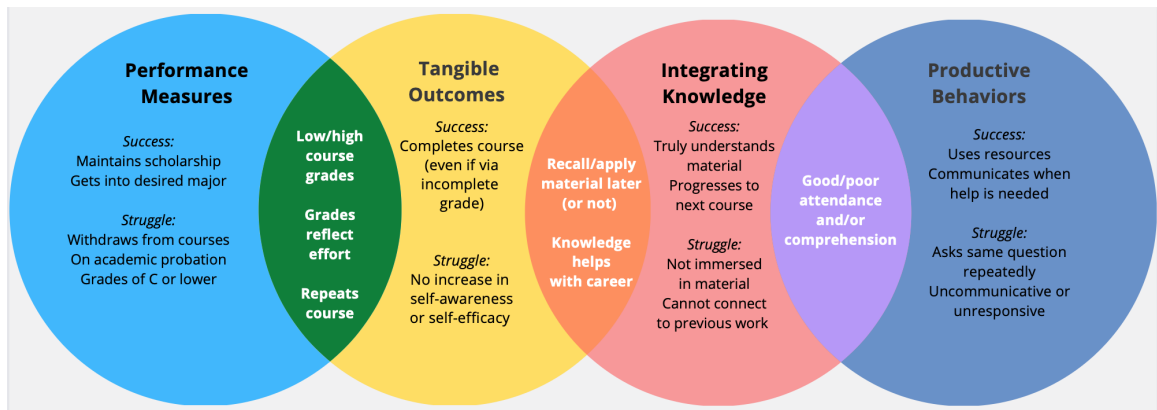 Performance
Measures
Success:
Maintains scholarship
Gets into desired major
Struggle:
Withdraws from courses
On academic probation
Grades of C or lower
Low/high
course
grades
Grades
reflect
effort
Repeats
course
Tangible
Outcomes
Success:
Completes course
(even if via
incomplete
grade)
Struggle:
No increase in
self-awareness
or self-efficacy
Recall/apply
material later
(or not)
Knowledge
helps
with career
Integrating
Knowledge
Success:
Truly understands
material
Progresses to
next course
Struggle:
Not immersed
in material
Cannot connect
to previous work
Good/poor
attendance
and/or
comprehension
Productive
Behaviors
Success:
Uses resources
Communicates when
help is needed
Struggle:
Asks same question
repeatedly
Uncommunicative or
unresponsive